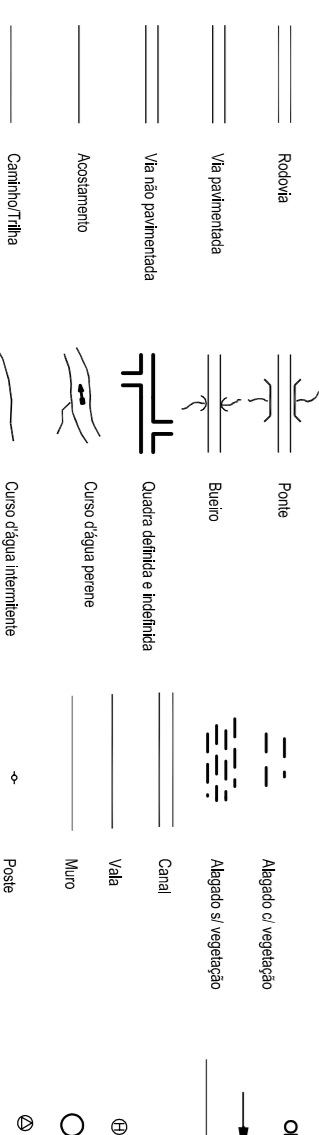 Rodovia
Via pavimentada
Via não pavimentada
Acostamento
Caminho/Trilha
Ponte
Bueiro
Quadra definida e indefinida
Curso d'água perene
Curso d'água intermitente
Alagado c/ vegetação
Alagado s/ vegetação
Canal
Vala
Muro
Poste
H